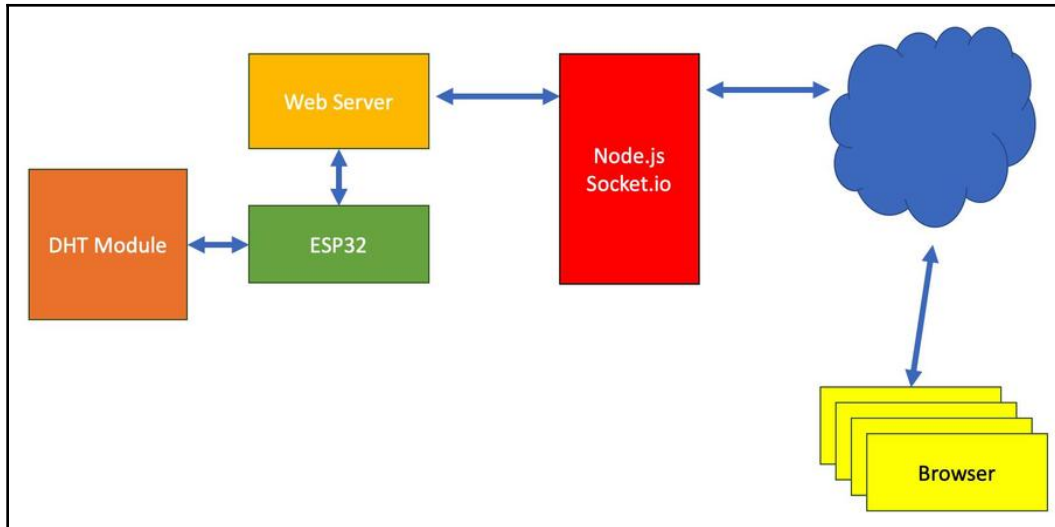 Web Server
Node.js
Socket.io
DHT Module
ESP32
Browser